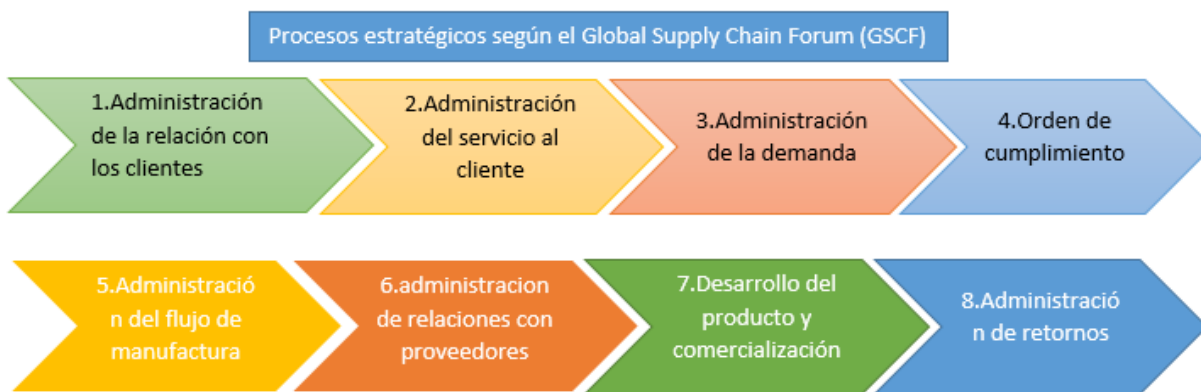 Procesos estratégicos según el Global Supply Chain Forum (GSCF)
1.Administración
de la relación con
los clientes
2.Administración
del servicio al
cliente
3.Administración
de la demanda
4.Orden de
cumplimiento
5.Administració
n del flujo de
manufactura
6.administracion
de relaciones con
proveedores
7.Desarrollo del
producto y
comercialización
8.Administració
n de retornos